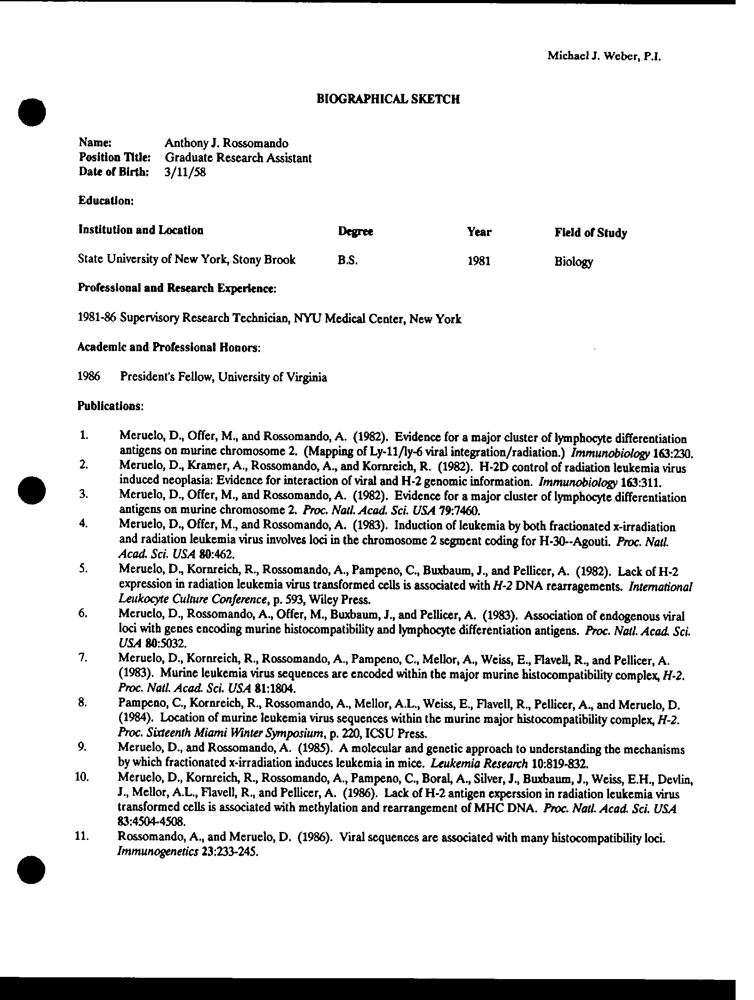 Michael J. Weber, P.I.
BIOGRAPHICAL SKETCH
Name: Anthony J. Rossomando
Position Title: Graduate Research Assistant
Date of Birth: 3/11/58
Education:
Institution and Location Degree Year Field of Study
State University of New York, Stony Brook B.S. 1981 Biology
Professional and Research Experience:
1981-86 Supervisory Research Technician, NYU Medical Center, New York
Academic and Professional Honors:
1986 President's Fellow, University of Virginia
Publications:
1. Meruelo, D., Offer, M., and Rossomando, A. (1982). Evidence for a major cluster of lymphocyte differentiation
antigens on murine chromosome 2. (Mapping of Ly-11/ly-6 viral integration/radiation.) Immunobiology 163:230.
2. Meruelo, D., Kramer, A., Rossomando, A., and Kornreich, R. (1982). H-2D control of radiation leukemia virus
induced neoplasia: Evidence for interaction of viral and H-2 genomic information. Immunobiology 163:311.
3. Meruelo, D., Offer, M., and Rossomando, A. (1982). Evidence for a major cluster of lymphocyte differentiation
antigens on murine chromosome 2. Proc. Natl. Acad. Sci. USA 79:7460.
4. Meruelo, D., Offer, M., and Rossomando, A. (1983). Induction of leukemia by both fractionated x-irradiation
and radiation leukemia virus involves loci in the chromosome 2 segment coding for H-30--Agouti. Proc. Natl.
Acad. Sci. USA 80:462.
5. Meruelo, D., Kornreich, R., Rossomando, A., Pampeno, C., Buxbaum, J., and Pellicer, A. (1982). Lack of H-2
expression in radiation leukemia virus transformed cells is associated with H-2 DNA rearragements. International
Leukocyte Culture Conference, p. 593, Wiley Press.
6. Meruelo, D., Rossomando, A., Offer, M., Buxbaum, J., and Pellicer, A. (1983). Association of endogenous viral
loci with genes encoding murine histocompatibility and lymphocyte differentiation antigens. Proc. Natl. Acad. Sci.
USA 80:5032.
7. Meruelo, D., Kornreich, R., Rossomando, A., Pampeno, C., Mellor, A., Weiss, E., Flavell, R., and Pellicer, A.
(1983). Murine leukemia virus sequences are encoded within the major murine histocompatibility complex, H-2.
Proc. Natl. Acad. Sci. USA 81:1804.
8. Pampeno, C., Kornreich, R., Rossomando, A., Mellor, A.L., Weiss, E., Flavell, R., Pellicer, A., and Meruelo, D.
(1984). Location of murine leukemia virus sequences within the murine major histocompatibility complex, H-2.
Proc. Sixteenth Miami Winter Symposium, p. 220, ICSU Press.
9. Meruelo, D., and Rossomando, A. (1985). A molecular and genetic approach to understanding the mechanisms
by which fractionated x-irradiation induces leukemia in mice. Leukemia Research 10:819-832.
10. Meruelo, D., Kornreich, R., Rossomando, A., Pampeno, C., Boral, A., Silver, J., Buxbaum, J., Weiss, E.H., Devlin,
J., Mellor, A.L., Flavell, R., and Pellicer, A. (1986). Lack of H-2 antigen experssion in radiation leukemia virus
transformed cells is associated with methylation and rearrangement of MHC DNA. Proc. Natl. Acad. Sci. USA
83:4504-4508.
11. Rossomando, A., and Meruelo, D. (1986). Viral sequences are associated with many histocompatibility loci.
Immunogenetics 23:233-245.